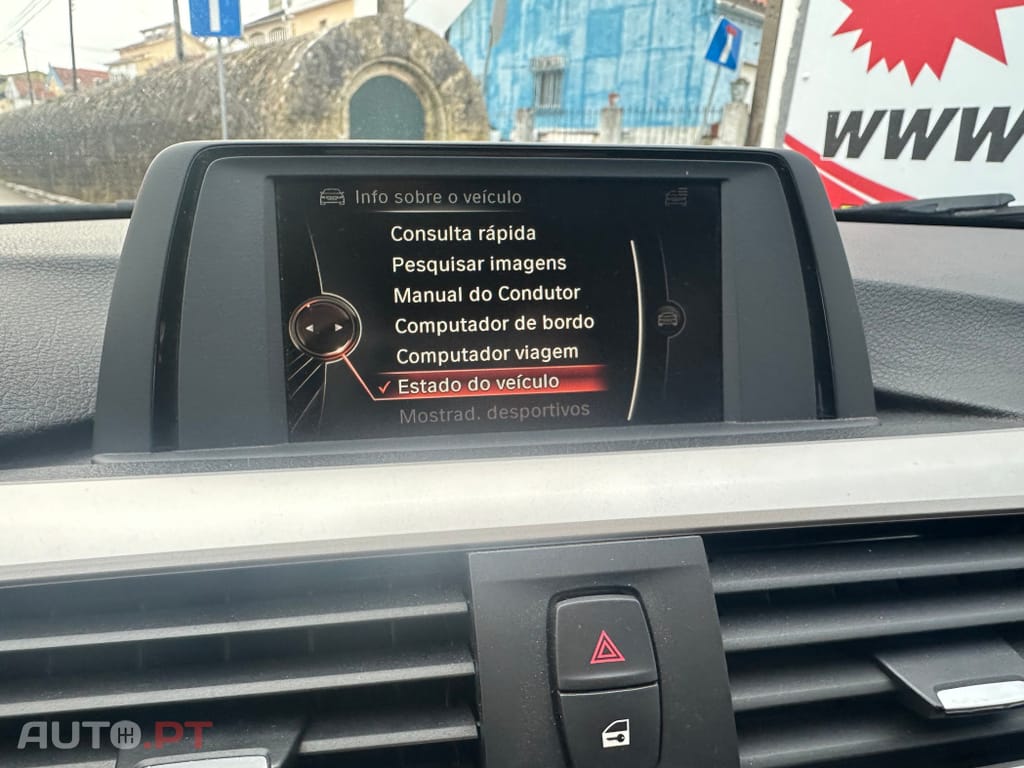 www
Info sobre o veículo
Consulta rápida
Pesquisar imagens
Manual do Condutor
Computador de bordo
Computador viagem
Estado do veículo
Mostrad. desportivos
AUTO.PT